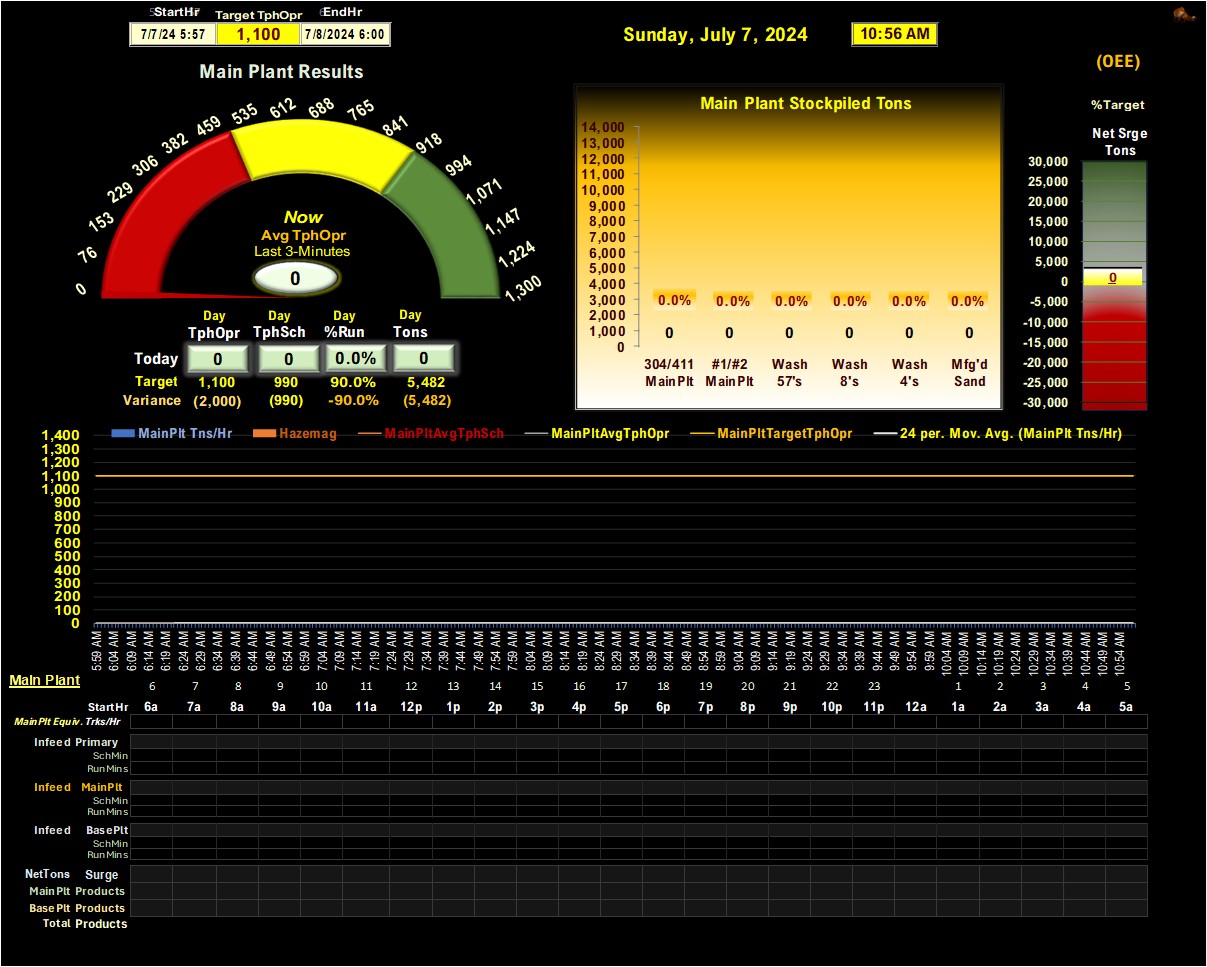 StartHr Target TphOpr EndHr
7/7/24 5:57 1,100 7/8/2024 6:00
Sunday, July 7, 2024 10:56 AM
(OEE)
Main Plant Results
%Target
Net Srge
Tons
0 76 153 229 306 382 459 535 612 688 765 841 918 994 1,071 1,147 1,224 1,300
Now
Avg TphOpr
Last 3-Minutes
0
Main Plant Stockpiled Tons
14,000
13,000
12,000
11,000
10,000
9,000
8,000
7,000
6,000
5,000
4,000
3,000
2,000
1,000
0
0.0% 0.0% 0.0% 0.0% 0.0% 0.0%
0 0 0 0 0 0
304/411 #1/#2 Wash Wash Wash Mfg'd
MainPlt MainPlt 57's 8's 4's Sand
30,000
25,000
20,000
15,000
10,000
5,000
0
-5,000
-10,000
-15,000
-20,000
-25,000
-30,000
0
Day Day Day Day
TphOpr TphSch %Run Tons
Today 0 0 0.0% 0
Target 1,100 990 90.0% 5,482
Variance (2,000) (990) -90.0% (5,482)
MainPlt Tns/Hr Hazemag MainPltAvgTphSch MainPltAvgTphOpr MainPltTargetTphOpr 24 per. Mov. Avg. (MainPlt Tns/Hr)
1,400
1,300
1,200
1,100
1,000
900
800
700
600
500
400
300
200
100
0
5:59 AM 6:04 AM 6:09 AM 6:14 AM 6:19 AM 6:24 AM 6:29 AM 6:34 AM 6:39 AM 6:44 AM 6:49 AM 6:54 AM 6:59 AM 7:04 AM 7:09 AM 7:14 AM 7:19 AM 7:24 AM 7:29 AM 7:34 AM 7:39 AM 7:44 AM 7:49 AM 7:54 AM 7:59 AM 8:04 AM 8:09 AM 8:14 AM 8:19 AM 8:24 AM 8:29 AM 8:34 AM 8:39 AM 8:44 AM 8:49 AM 8:54 AM 8:59 AM 9:04 AM 9:09 AM 9:14 AM 9:19 AM 9:24 AM 9:29 AM 9:34 AM 9:39 AM 9:44 AM 9:49 AM 9:54 AM 9:59 AM 10:04 AM 10:09 AM 10:14 AM 10:19 AM 10:24 AM 10:29 AM 10:34 AM 10:39 AM 10:44 AM 10:49 AM 10:54 AM
Main Plant
6 7 8 9 10 11 12 13 14 15 16 17 18 19 20 21 22 23 1 2 3 4 5
StartHr 6a 7a 8a 9a 10a 11a 12p 1p 2p 3p 4p 5p 6p 7p 8p 9p 10p 11p 12a 1a 2a 3a 4a 5a
MainPlt Equiv. Trks/Hr
Infeed Primary
SchMin
RunMins
Infeed MainPlt
SchMin
RunMins
Infeed BasePlt
SchMin
RunMins
NetTons Surge
MainPlt Products
BasePlt Products
Total Products